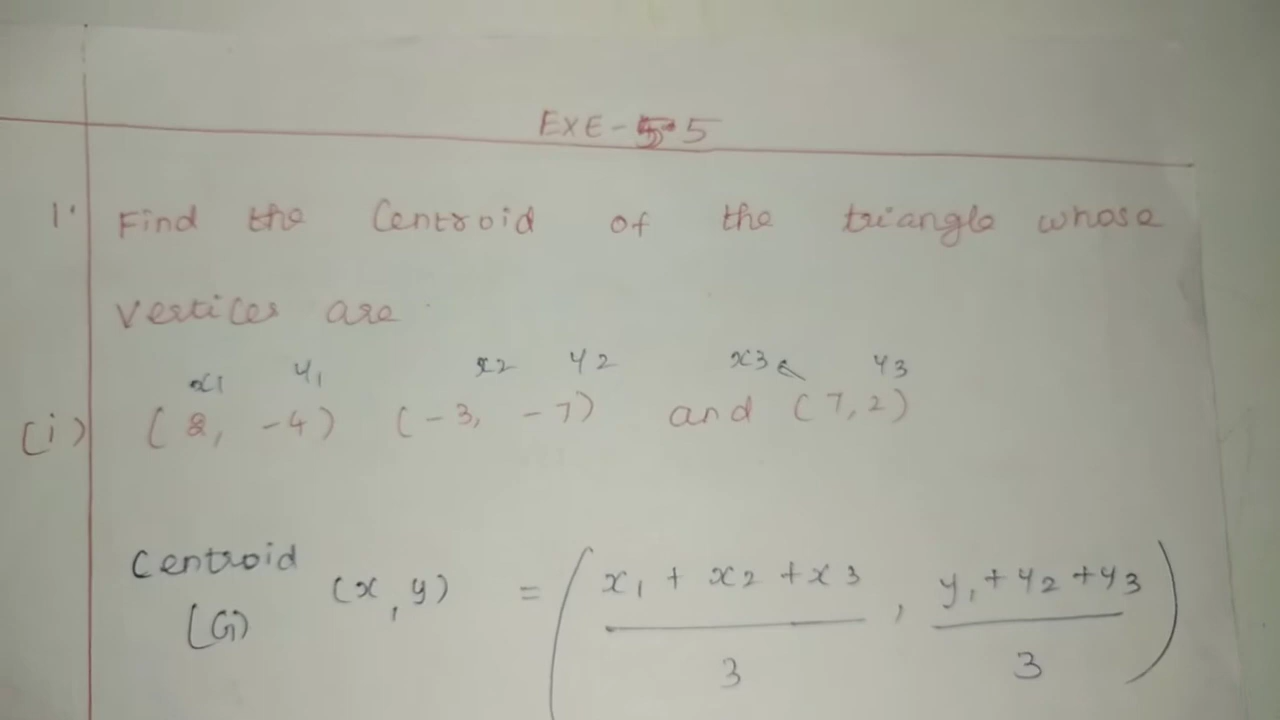 EXE - 5.5
1. Find the Centroid of the triangle whose
vertices are
x1 y1 x2 y2 x3 y3
(i) ( 2, -4) (-3, -7) and (7,2)
Centroid (x, y) = ( x1 + x2 + x3 / 3 , y1 + y2 + y3 / 3 )
(G)